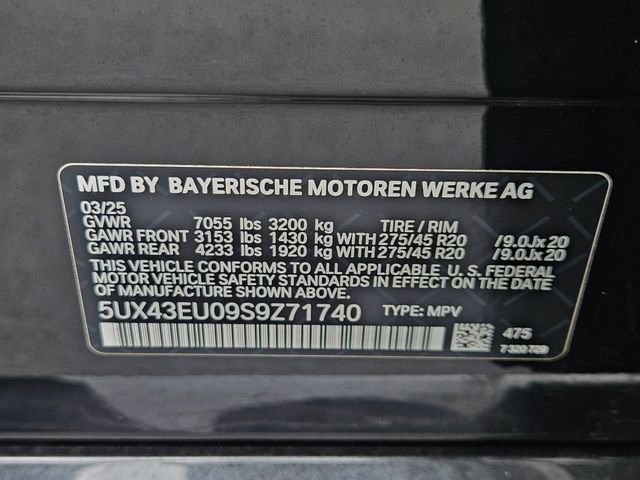 MFD BY BAYERISCHE MOTOREN WERKE AG
03/25
GVWR 7055 lbs 3200 kg TIRE / RIM
GAWR FRONT 3153 lbs 1430 kg WITH 275/45 R20 /9.0Jx20
GAWR REAR 4233 lbs 1920 kg WITH 275/45 R20 /9.0Jx20
THIS VEHICLE CONFORMS TO ALL APPLICABLE U. S. FEDERAL
MOTOR VEHICLE SAFETY STANDARDS IN EFFECT ON THE DATE
OF MANUFACTURE SHOWN ABOVE.
5UX43EU09S9Z71740 TYPE: MPV
475
7 320 729